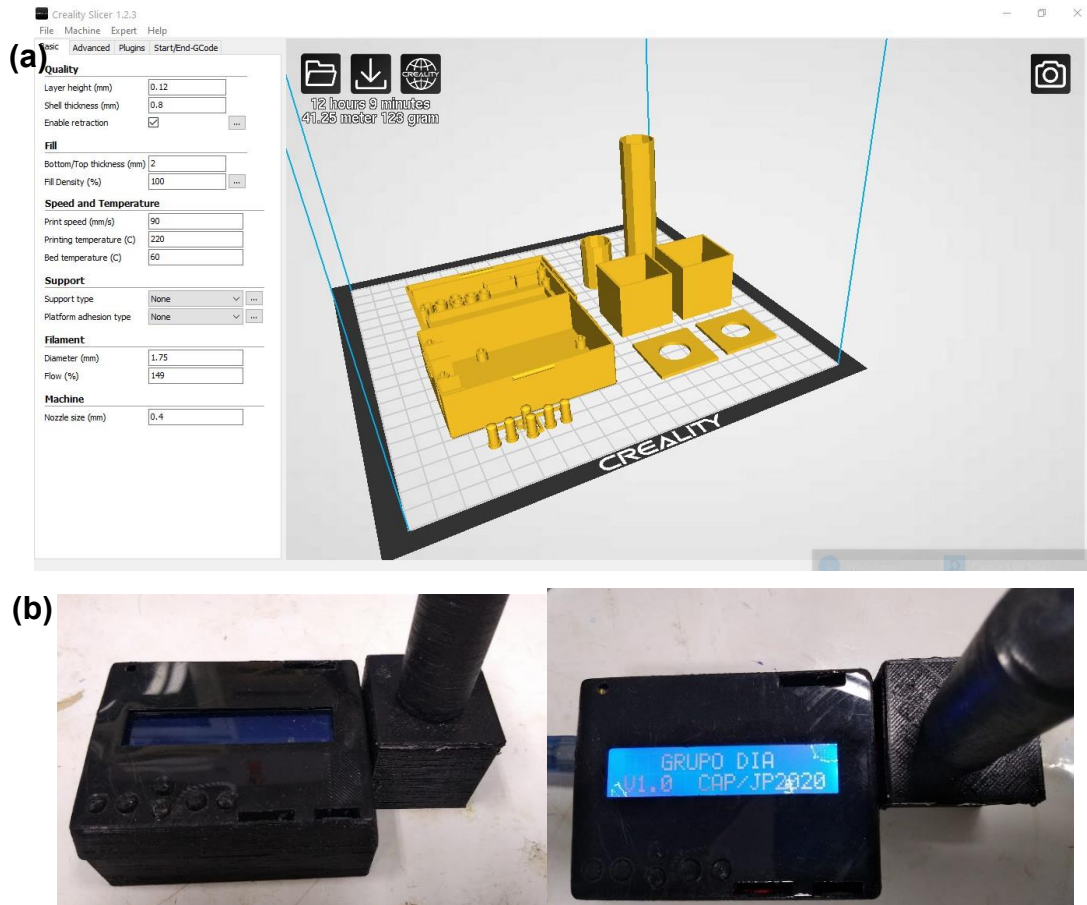 (a)
Creality Slicer 1.2.3
File Machine Expert Help
Basic Advanced Plugins Start/End-GCode
Quality
Layer height (mm) 0.12
Shell thickness (mm) 0.8
Enable retraction ...
Fill
Bottom/Top thickness (mm) 2
Fill Density (%) 100 ...
Speed and Temperature
Print speed (mm/s) 90
Printing temperature (C) 220
Bed temperature (C) 60
Support
Support type None ...
Platform adhesion type None ...
Filament
Diameter (mm) 1.75
Flow (%) 149
Machine
Nozzle size (mm) 0.4
CREALITY
12 hours 9 minutes
41.25 meter 123 gram
CREALITY
(b)
GRUPO DIA
V1.0 CAP/JP2020